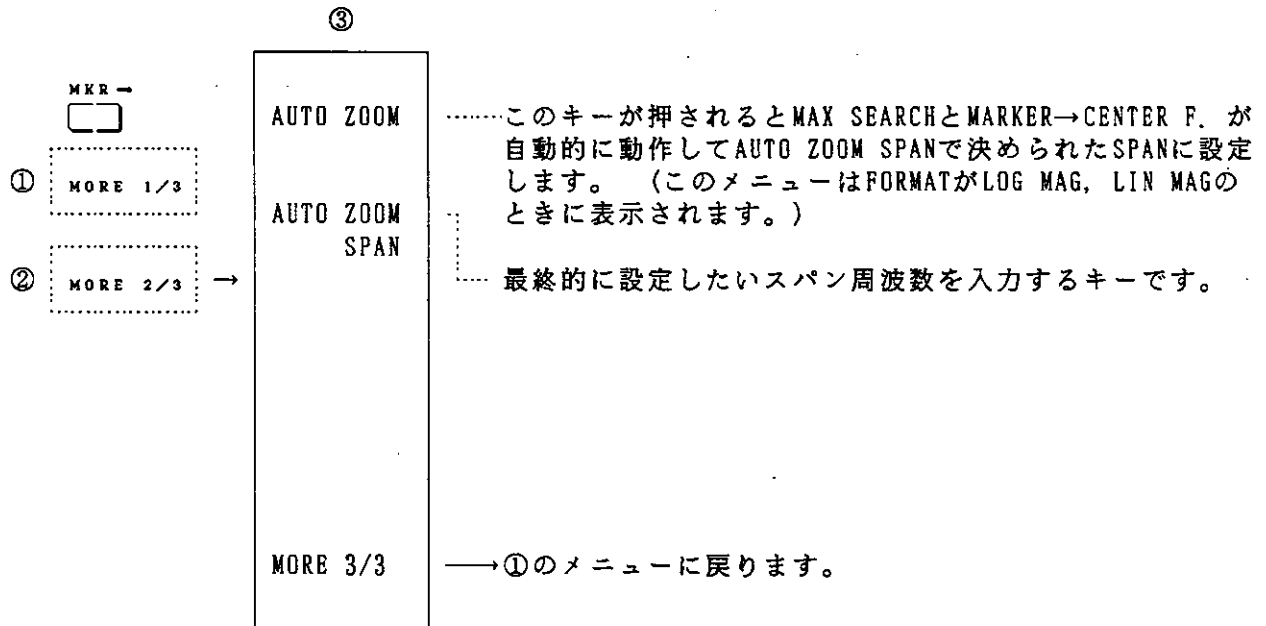 ③
MKR→
① MORE 1/3
② MORE 2/3 →
AUTO ZOOM ……このキーが押されるとMAX SEARCHとMARKER→CENTER F. が
自動的に動作してAUTO ZOOM SPANで決められたSPANに設定
します。 (このメニューはFORMATがLOG MAG, LIN MAGの
ときに表示されます。)
AUTO ZOOM
SPAN
…… 最終的に設定したいスパン周波数を入力するキーです。
MORE 3/3 ──→①のメニューに戻ります。